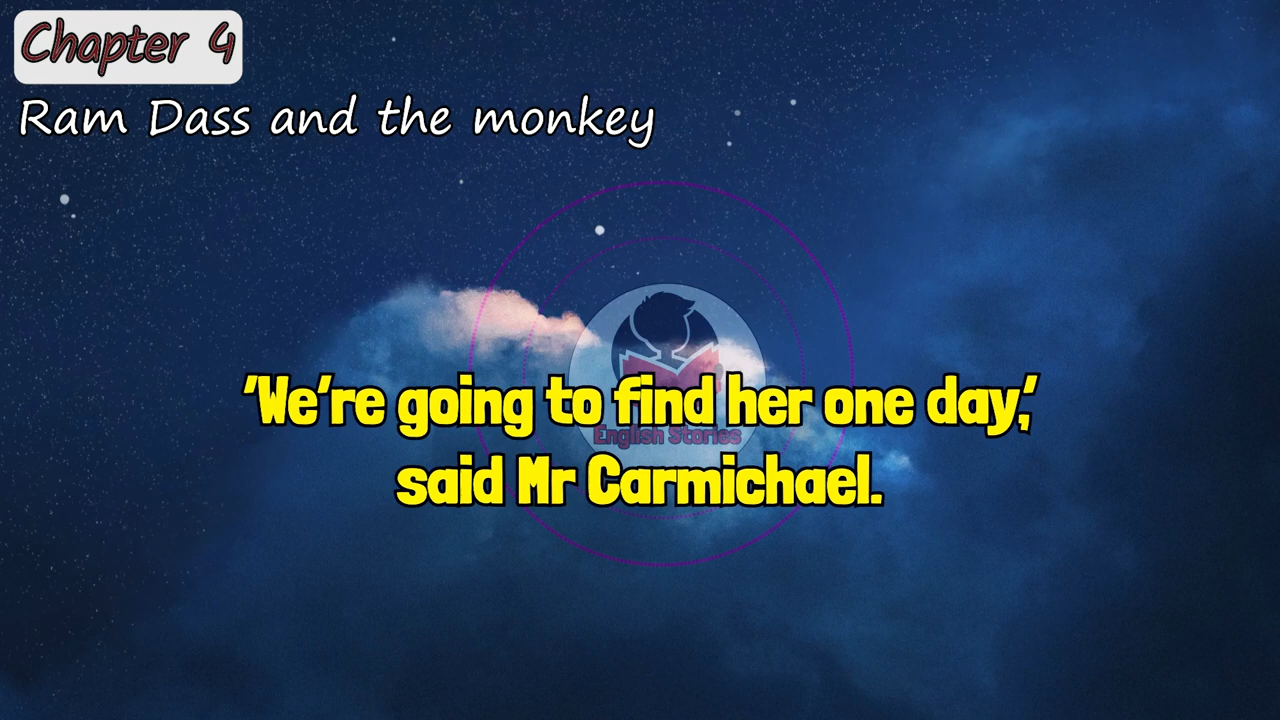 Chapter 4
Ram Dass and the monkey
'We're going to find her one day,'
said Mr Carmichael.
English Stories